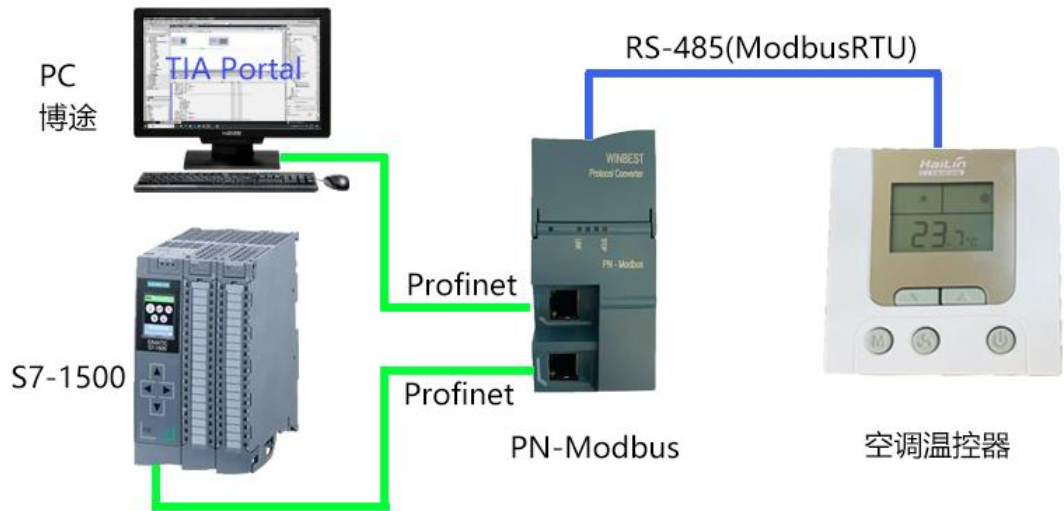 PC
博途
TIA Portal
RS-485(ModbusRTU)
WINBEST
Protocol Converter
PN - Modbus
HaiLin
23.7℃
M
Profinet
S7-1500
Profinet
PN-Modbus
空调温控器